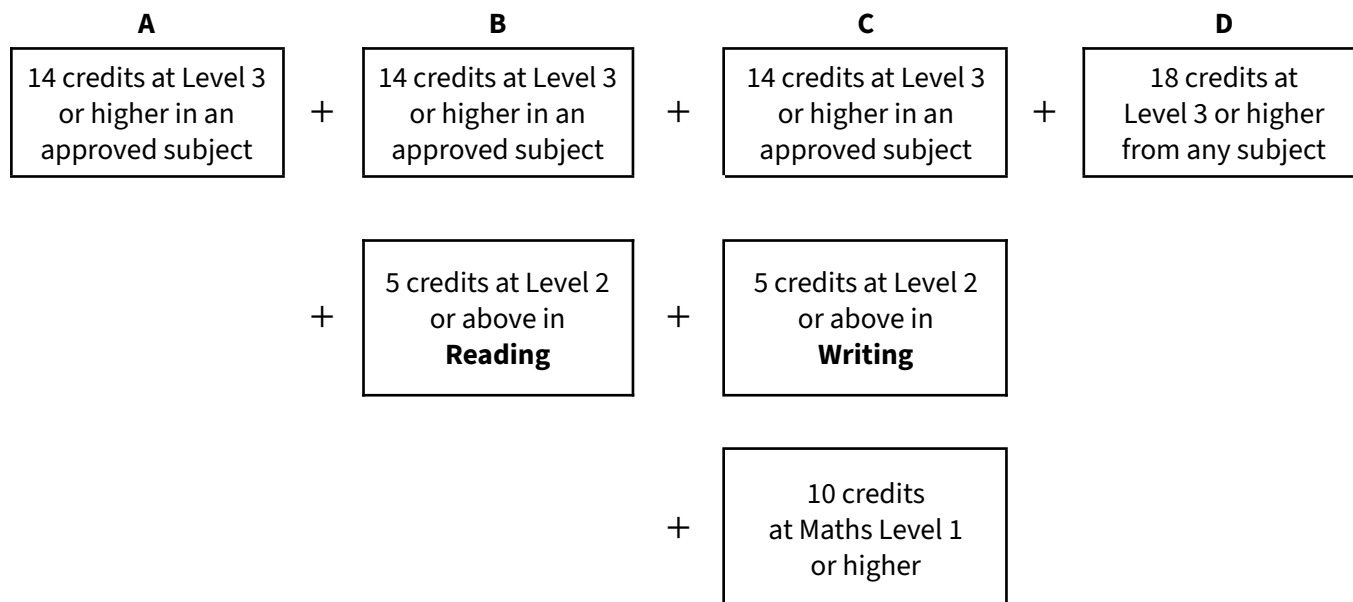 A
B
C
D
14 credits at Level 3
or higher in an
approved subject
+
14 credits at Level 3
or higher in an
approved subject
+
14 credits at Level 3
or higher in an
approved subject
+
18 credits at
Level 3 or higher
from any subject
+
5 credits at Level 2
or above in
Reading
+
5 credits at Level 2
or above in
Writing
+
10 credits
at Maths Level 1
or higher